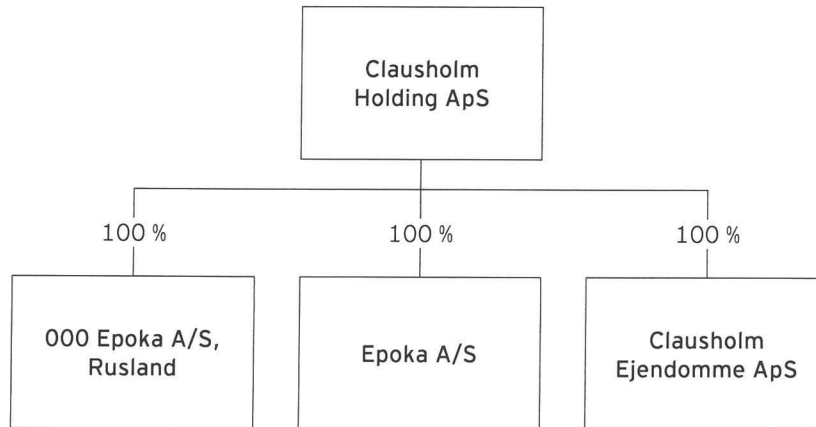 Clausholm
Holding ApS
100 %
100 %
100 %
000 Epoka A/S,
Rusland
Epoka A/S
Clausholm
Ejendomme ApS